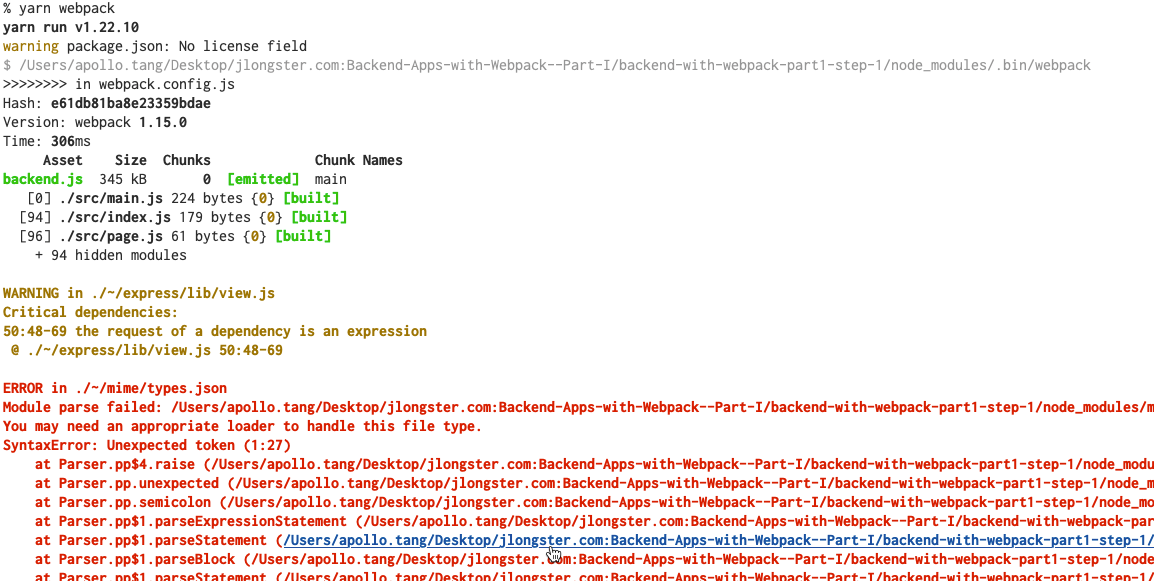 % yarn webpack
yarn run v1.22.10
warning package.json: No license field
$ /Users/apollo.tang/Desktop/jlongster.com:Backend-Apps-with-Webpack--Part-I/backend-with-webpack-part1-step-1/node_modules/.bin/webpack
>>>>>>>> in webpack.config.js
Hash: e61db81ba8e23359bdae
Version: webpack 1.15.0
Time: 306ms
Asset Size Chunks Chunk Names
backend.js 345 kB 0 [emitted] main
[0] ./src/main.js 224 bytes {0} [built]
[94] ./src/index.js 179 bytes {0} [built]
[96] ./src/page.js 61 bytes {0} [built]
+ 94 hidden modules
WARNING in ./~/express/lib/view.js
Critical dependencies:
50:48-69 the request of a dependency is an expression
@ ./~/express/lib/view.js 50:48-69
ERROR in ./~/mime/types.json
Module parse failed: /Users/apollo.tang/Desktop/jlongster.com:Backend-Apps-with-Webpack--Part-I/backend-with-webpack-part1-step-1/node_modules/m
You may need an appropriate loader to handle this file type.
SyntaxError: Unexpected token (1:27)
at Parser.pp$4.raise (/Users/apollo.tang/Desktop/jlongster.com:Backend-Apps-with-Webpack--Part-I/backend-with-webpack-part1-step-1/node_modu
at Parser.pp.unexpected (/Users/apollo.tang/Desktop/jlongster.com:Backend-Apps-with-Webpack--Part-I/backend-with-webpack-part1-step-1/node_m
at Parser.pp.semicolon (/Users/apollo.tang/Desktop/jlongster.com:Backend-Apps-with-Webpack--Part-I/backend-with-webpack-part1-step-1/node_mo
at Parser.pp$1.parseExpressionStatement (/Users/apollo.tang/Desktop/jlongster.com:Backend-Apps-with-Webpack--Part-I/backend-with-webpack-par
at Parser.pp$1.parseStatement (/Users/apollo.tang/Desktop/jlongster.com:Backend-Apps-with-Webpack--Part-I/backend-with-webpack-part1-step-1/
at Parser.pp$1.parseBlock (/Users/apollo.tang/Desktop/jlongster.com:Backend-Apps-with-Webpack--Part-I/backend-with-webpack-part1-step-1/node
at Parser.pp$1.parseStatement (/Users/apollo.tang/Desktop/jlongster.com:Backend-Apps-with-Webpack--Part-I/backend-with-webpack-part1-step-1/